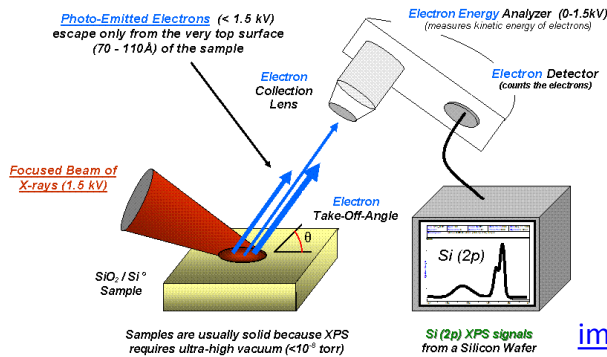 Photo-Emitted Electrons (< 1.5 kV)
escape only from the very top surface
(70 - 110Å) of the sample
Electron Energy Analyzer (0-1.5kV)
(measures kinetic energy of electrons)
Electron
Collection
Lens
Electron Detector
(counts the electrons)
Focused Beam of
X-rays (1.5 kV)
Electron
Take-Off-Angle
θ
SiO₂ / Si°
Sample
Si (2p)
Samples are usually solid because XPS
requires ultra-high vacuum (<10⁻⁸ torr)
Si (2p) XPS signals
from a Silicon Wafer
im